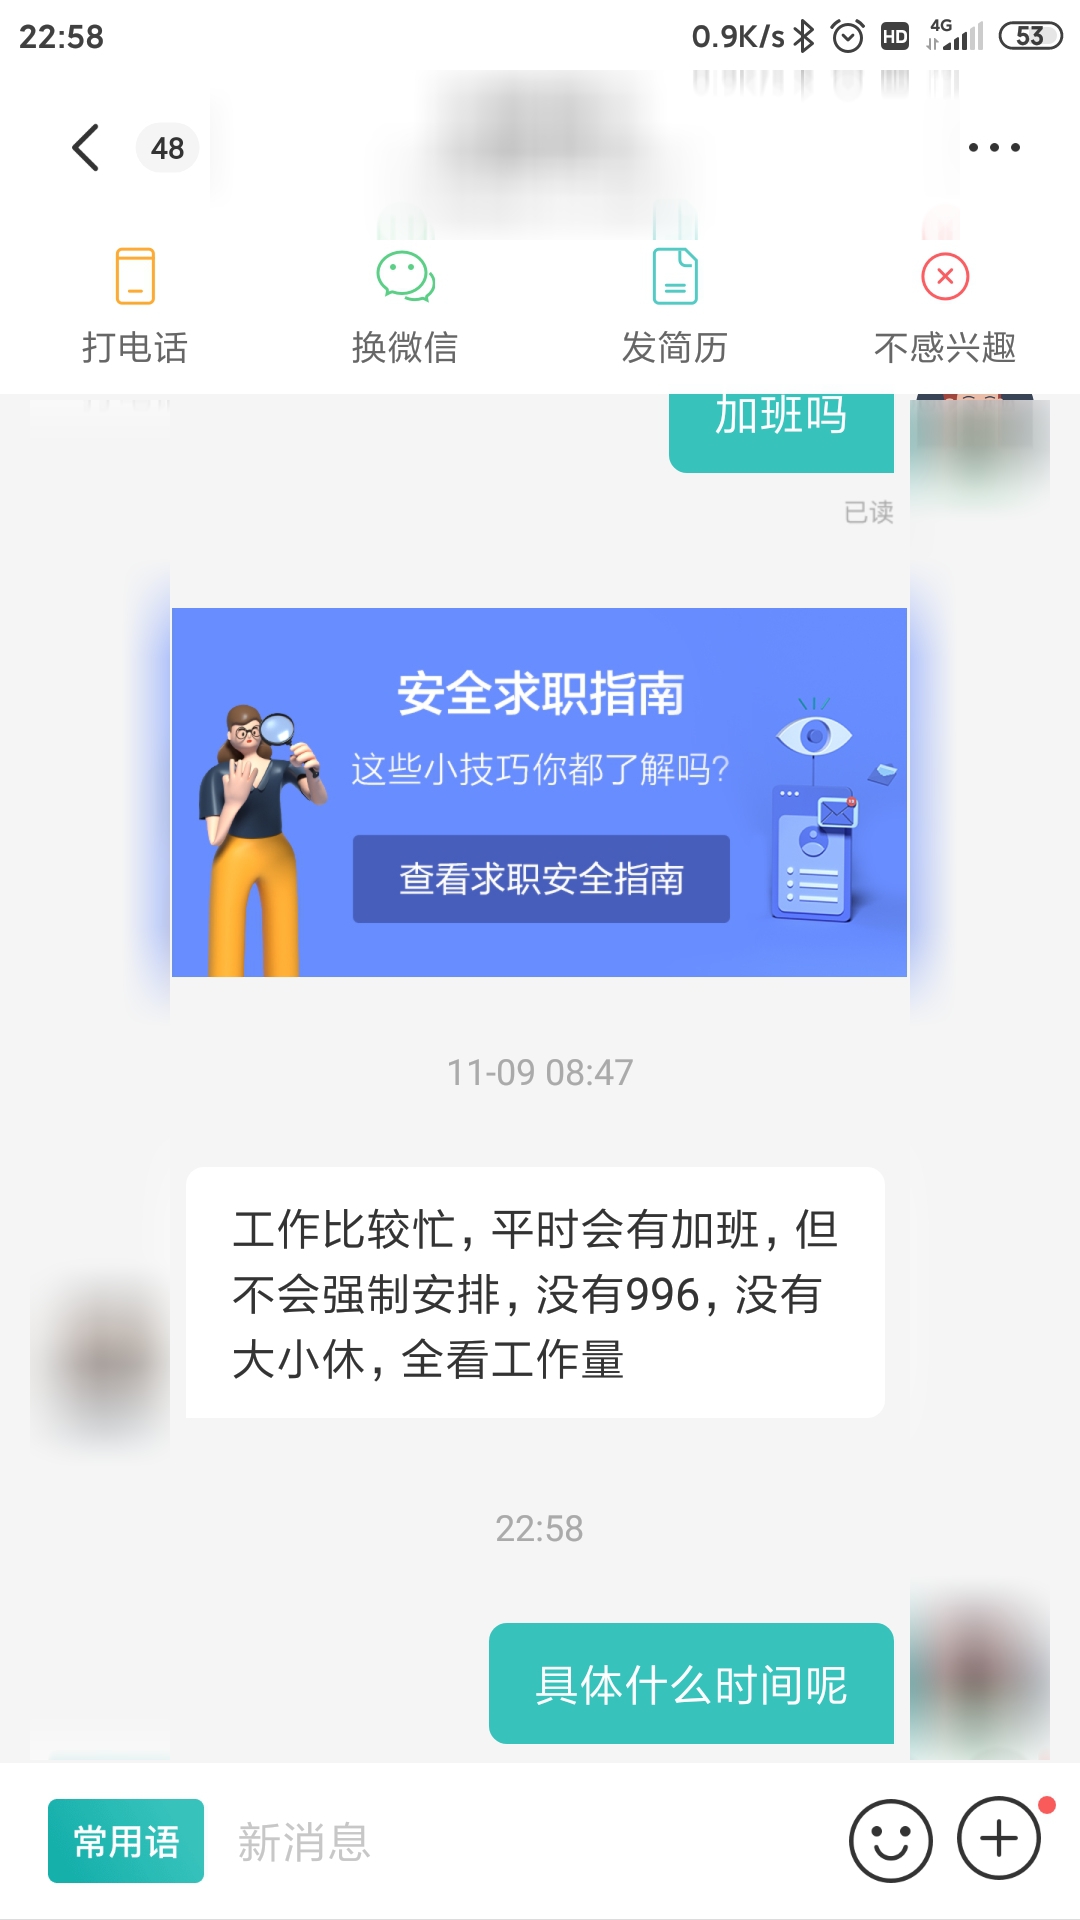 22:58
0.9K/s HD 4G 53
48
打电话
换微信
发简历
不感兴趣
加班吗
已读
安全求职指南
这些小技巧你都了解吗?
查看求职安全指南
11-09 08:47
工作比较忙，平时会有加班，但
不会强制安排，没有996，没有
大小休，全看工作量
22:58
具体什么时间呢
常用语
新消息